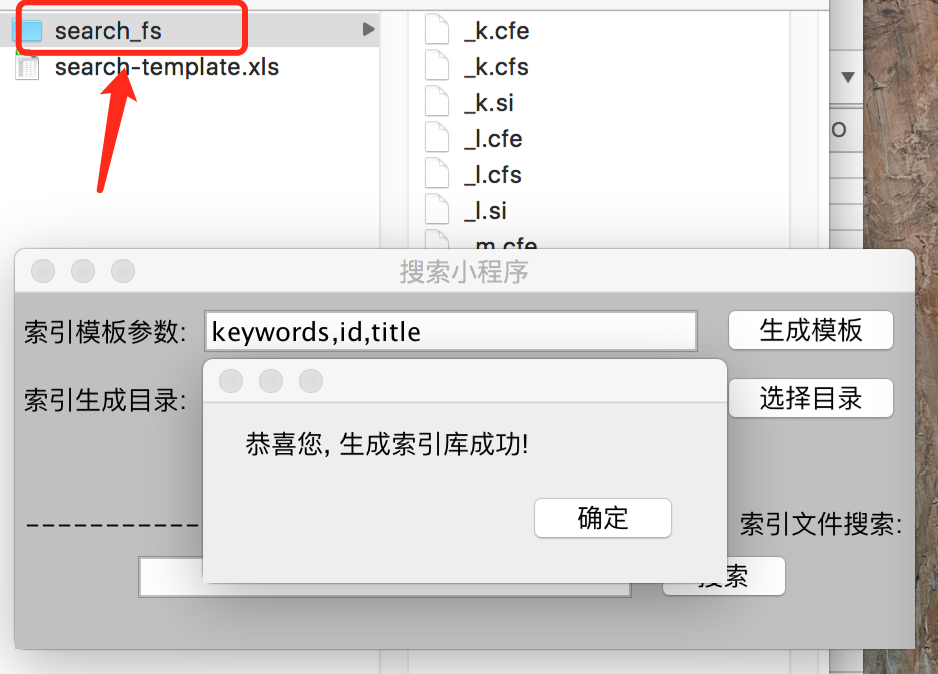 search_fs
search-template.xls
_k.cfe
_k.cfs
_k.si
_l.cfe
_l.cfs
_l.si
_m.cfe
O
搜索小程序
索引模板参数:
keywords,id,title
生成模板
索引生成目录:
选择目录
恭喜您, 生成索引库成功!
确定
-----------
索引文件搜索:
搜索